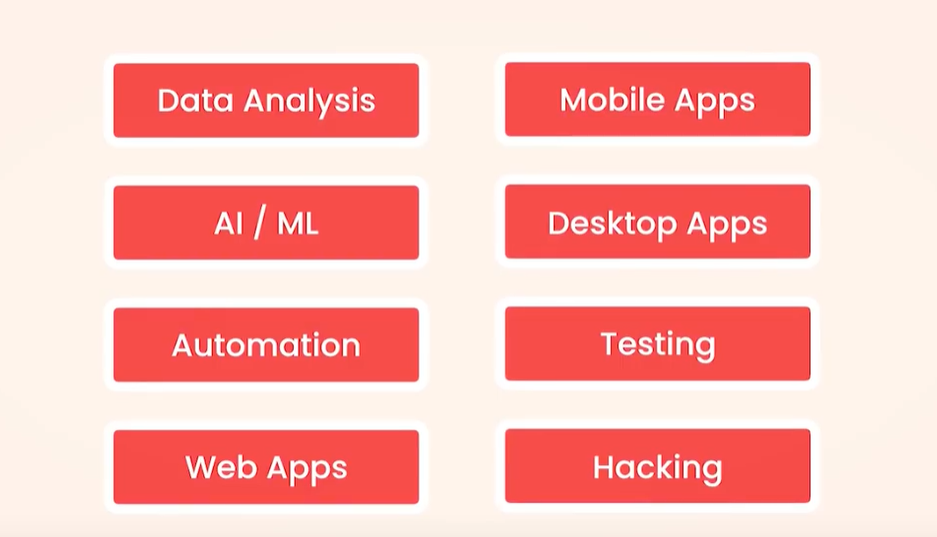 Data Analysis
Mobile Apps
AI / ML
Desktop Apps
Automation
Testing
Web Apps
Hacking